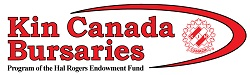 Kin Canada
Bursaries
Program of the Hal Rogers Endowment Fund